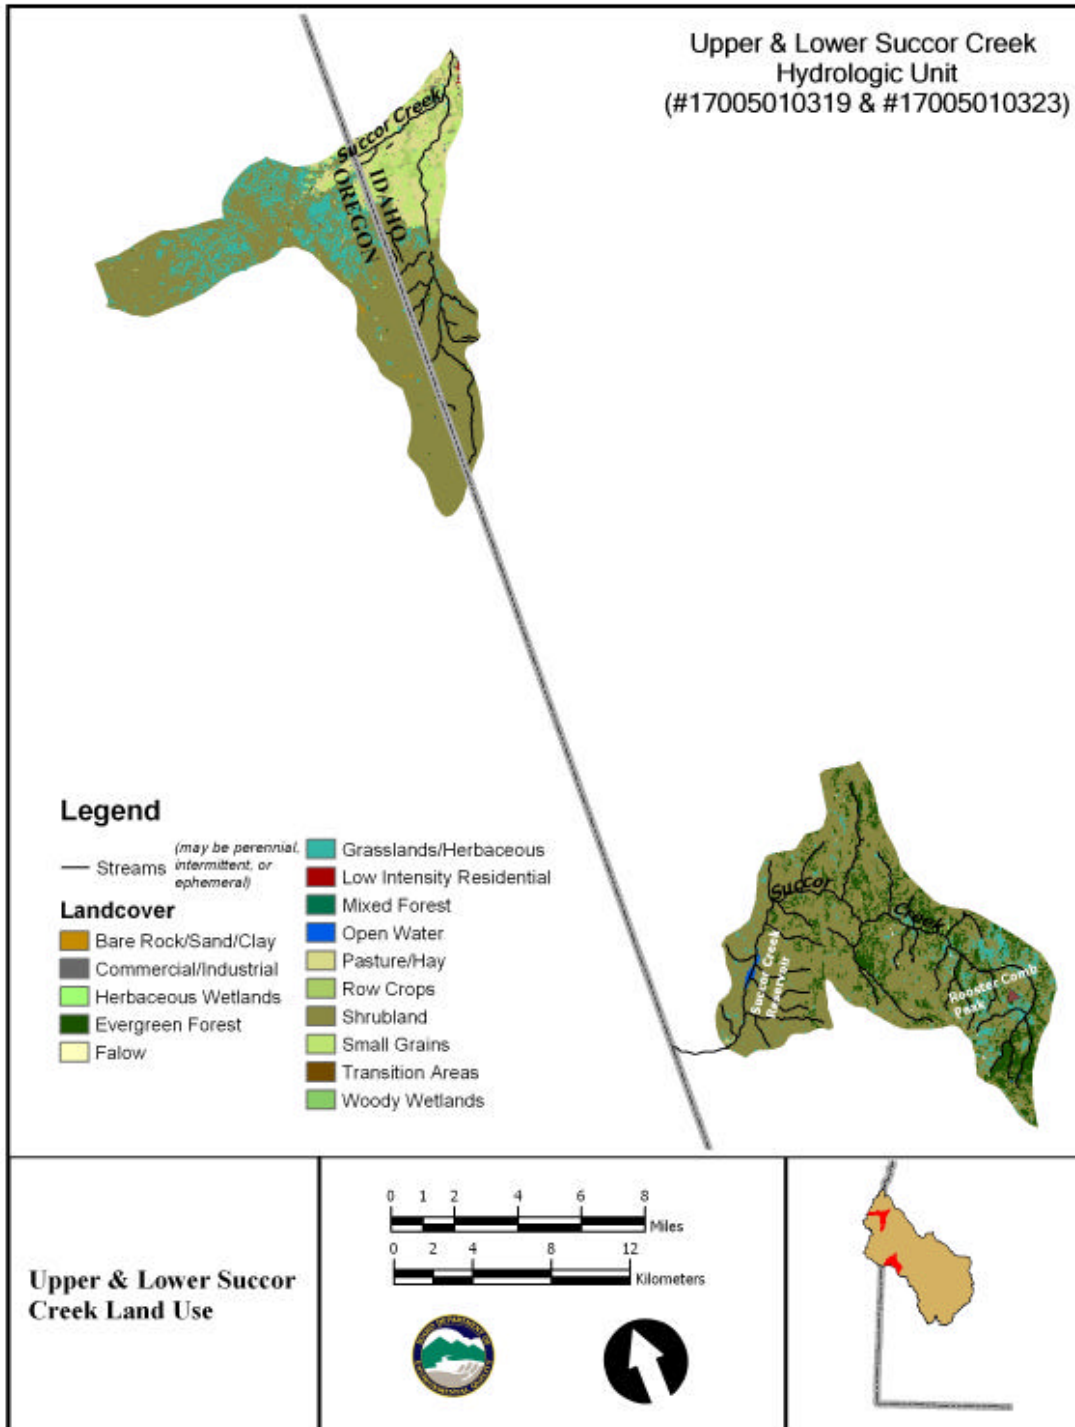 Upper & Lower Succor Creek
Hydrologic Unit
(#17005010319 & #17005010323)
Succor Creek
IDAHO
OREGON
Succor
Creek
Succor Creek
Reservoir
Rooster Comb
Peak
Legend
Streams
(may be perennial,
intermittent, or
ephemeral)
Landcover
Bare Rock/Sand/Clay
Commercial/Industrial
Herbaceous Wetlands
Evergreen Forest
Falow
Grasslands/Herbaceous
Low Intensity Residential
Mixed Forest
Open Water
Pasture/Hay
Row Crops
Shrubland
Small Grains
Transition Areas
Woody Wetlands
Upper & Lower Succor
Creek Land Use
0 1 2 4 6 8
Miles
0 2 4 8 12
Kilometers